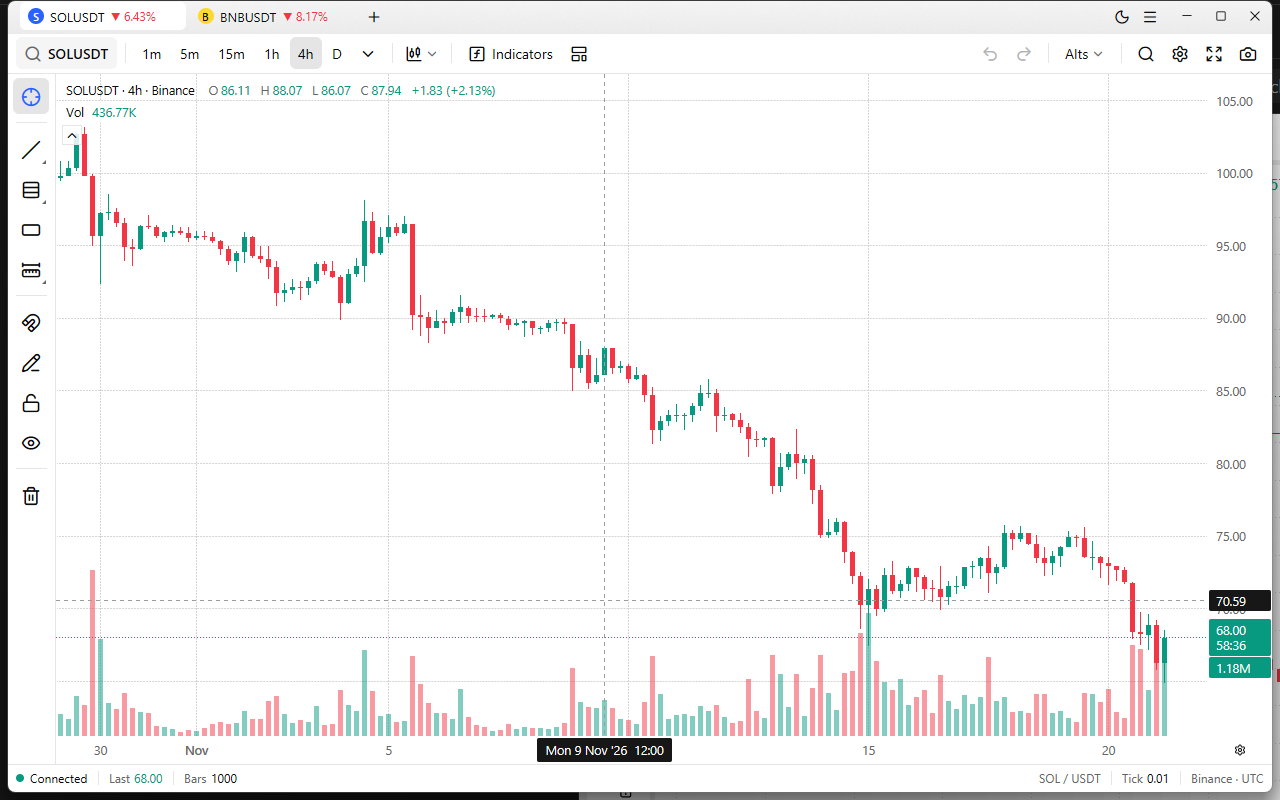 SOLUSDT ▼ 6.43% BNBUSDT ▼ 8.17%
SOLUSDT 1m 5m 15m 1h 4h D Indicators Alts
SOLUSDT · 4h · Binance O 86.11 H 88.07 L 86.07 C 87.94 +1.83 (+2.13%)
Vol 436.77K
105.00
100.00
95.00
90.00
85.00
80.00
75.00
70.59
68.00
58:36
1.18M
30 Nov 5 Mon 9 Nov '26 12:00 15 20
Connected Last 68.00 Bars 1000 SOL / USDT Tick 0.01 Binance · UTC